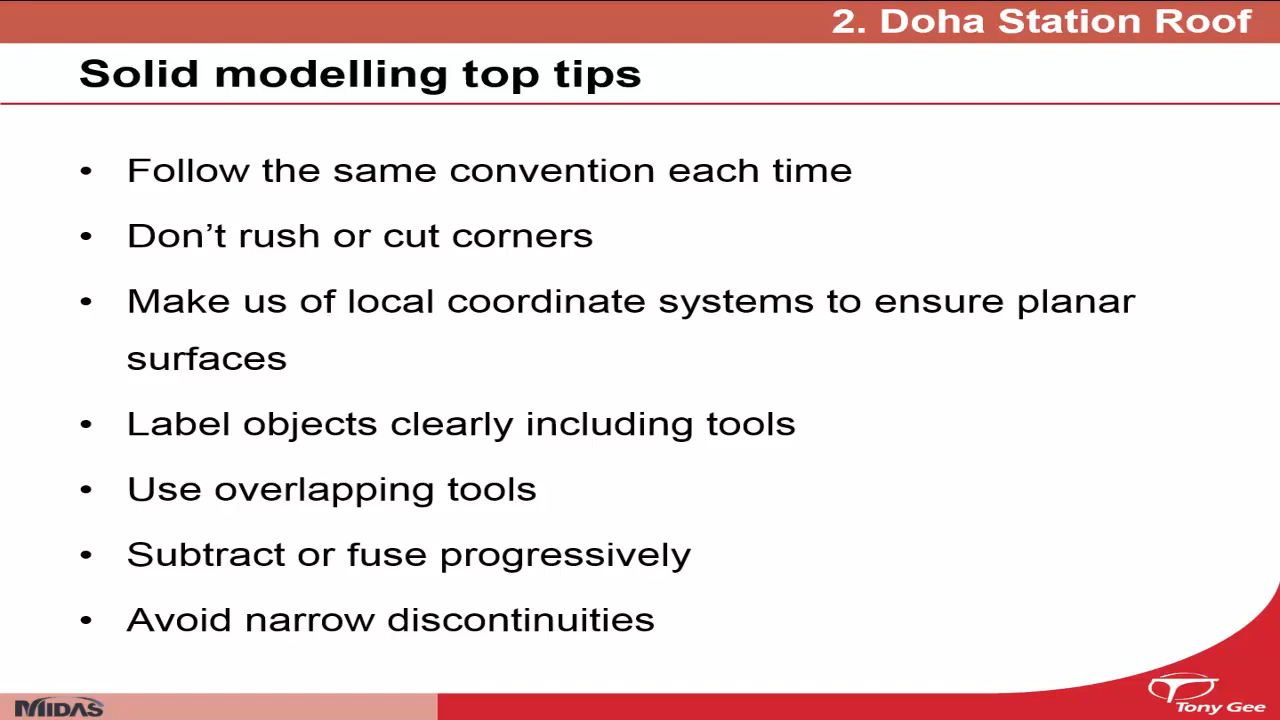 2. Doha Station Roof
Solid modelling top tips
• Follow the same convention each time
• Don’t rush or cut corners
• Make us of local coordinate systems to ensure planar
surfaces
• Label objects clearly including tools
• Use overlapping tools
• Subtract or fuse progressively
• Avoid narrow discontinuities
MIDAS
Tony Gee